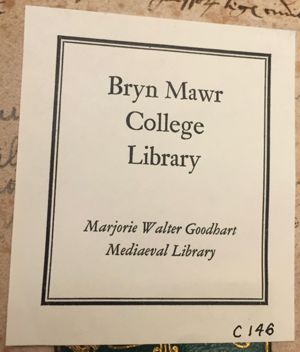 Bryn Mawr
College
Library
Marjorie Walter Goodhart
Mediaeval Library
C 146